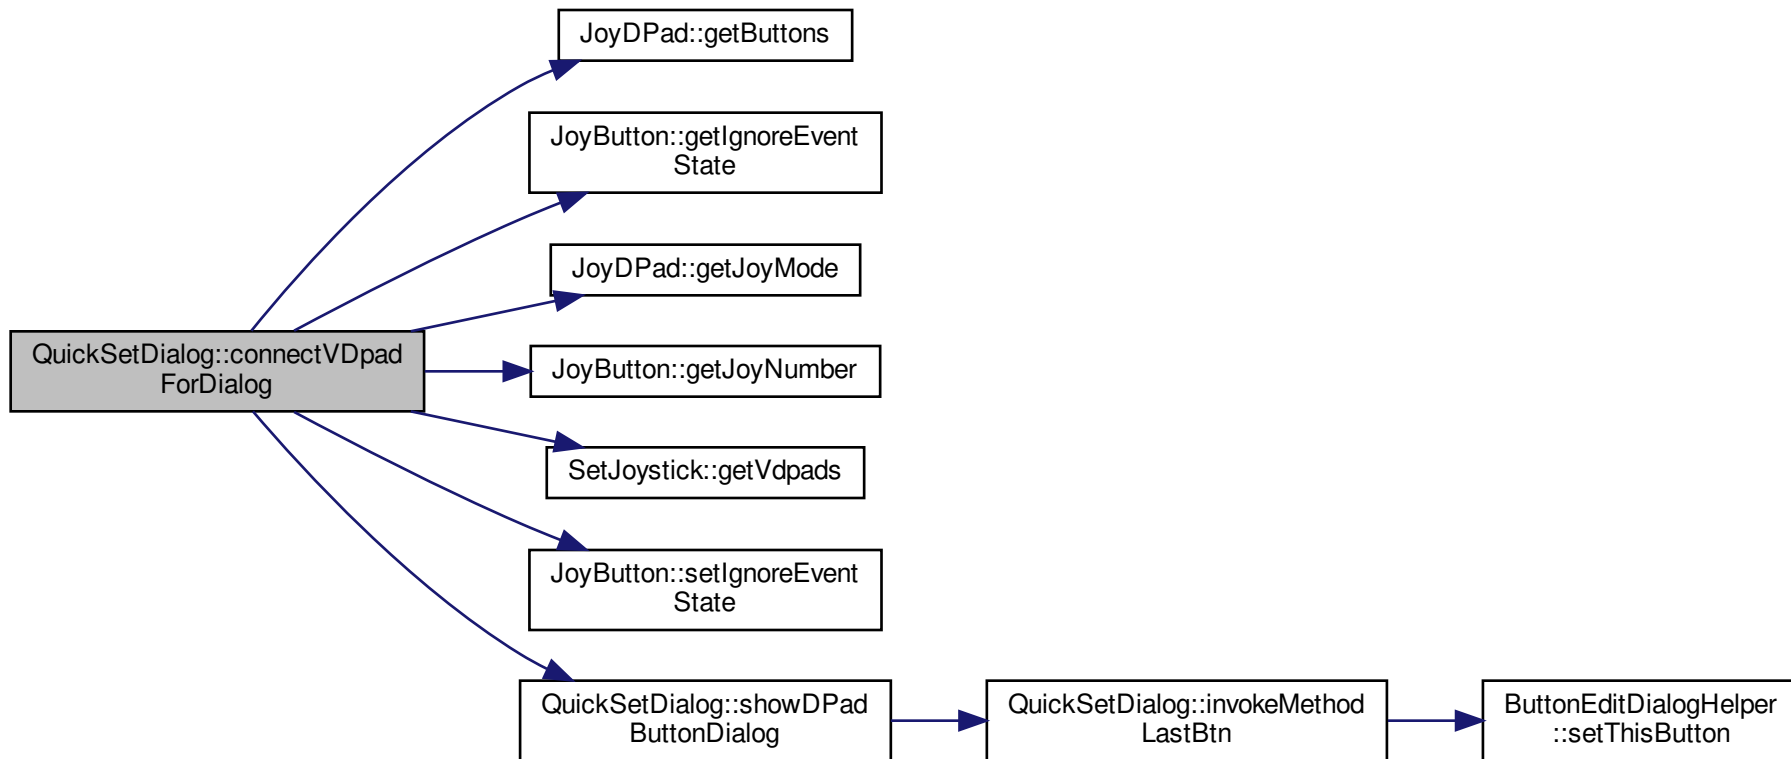 JoyDPad::getButtons
JoyButton::getIgnoreEvent
State
JoyDPad::getJoyMode
QuickSetDialog::connectVDpad
ForDialog
JoyButton::getJoyNumber
SetJoystick::getVdpads
JoyButton::setIgnoreEvent
State
QuickSetDialog::showDPad
ButtonDialog
QuickSetDialog::invokeMethod
LastBtn
ButtonEditDialogHelper
::setThisButton